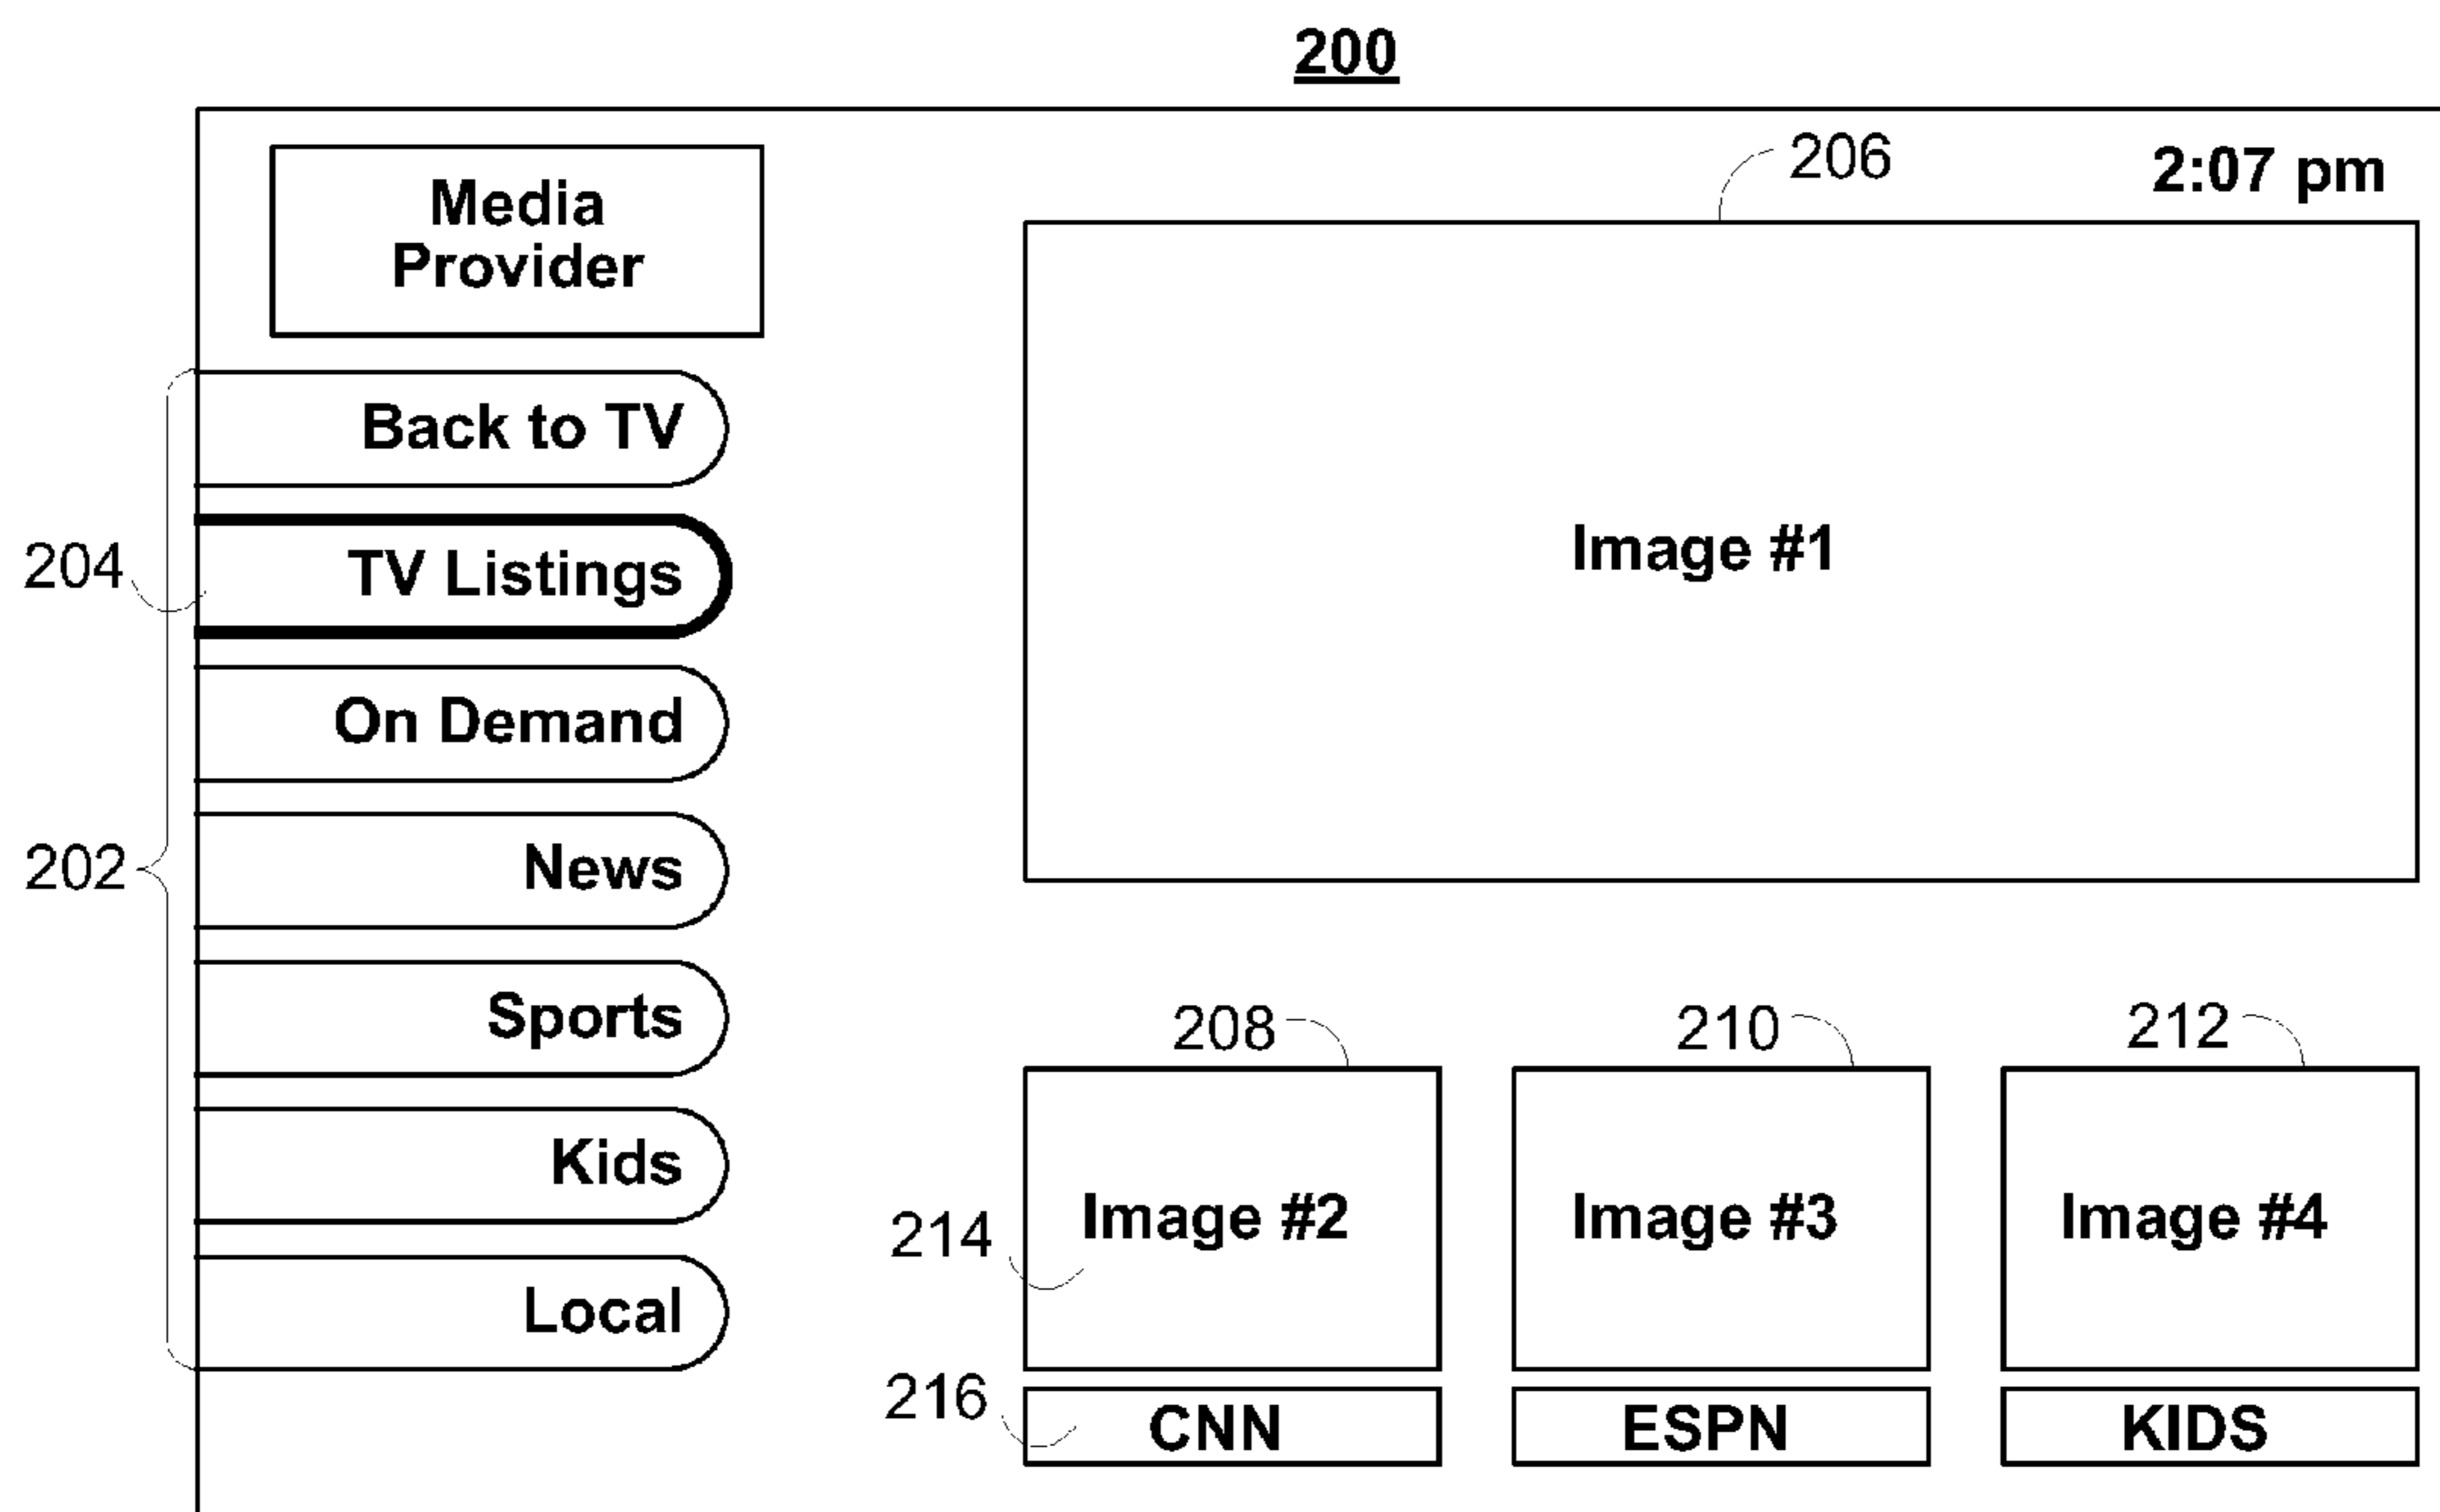 200
206
2:07 pm
Media
Provider
Back to TV
204
TV Listings
Image #1
On Demand
202
News
Sports
208
210
212
Kids
214
Image #2
Image #3
Image #4
Local
216
CNN
ESPN
KIDS